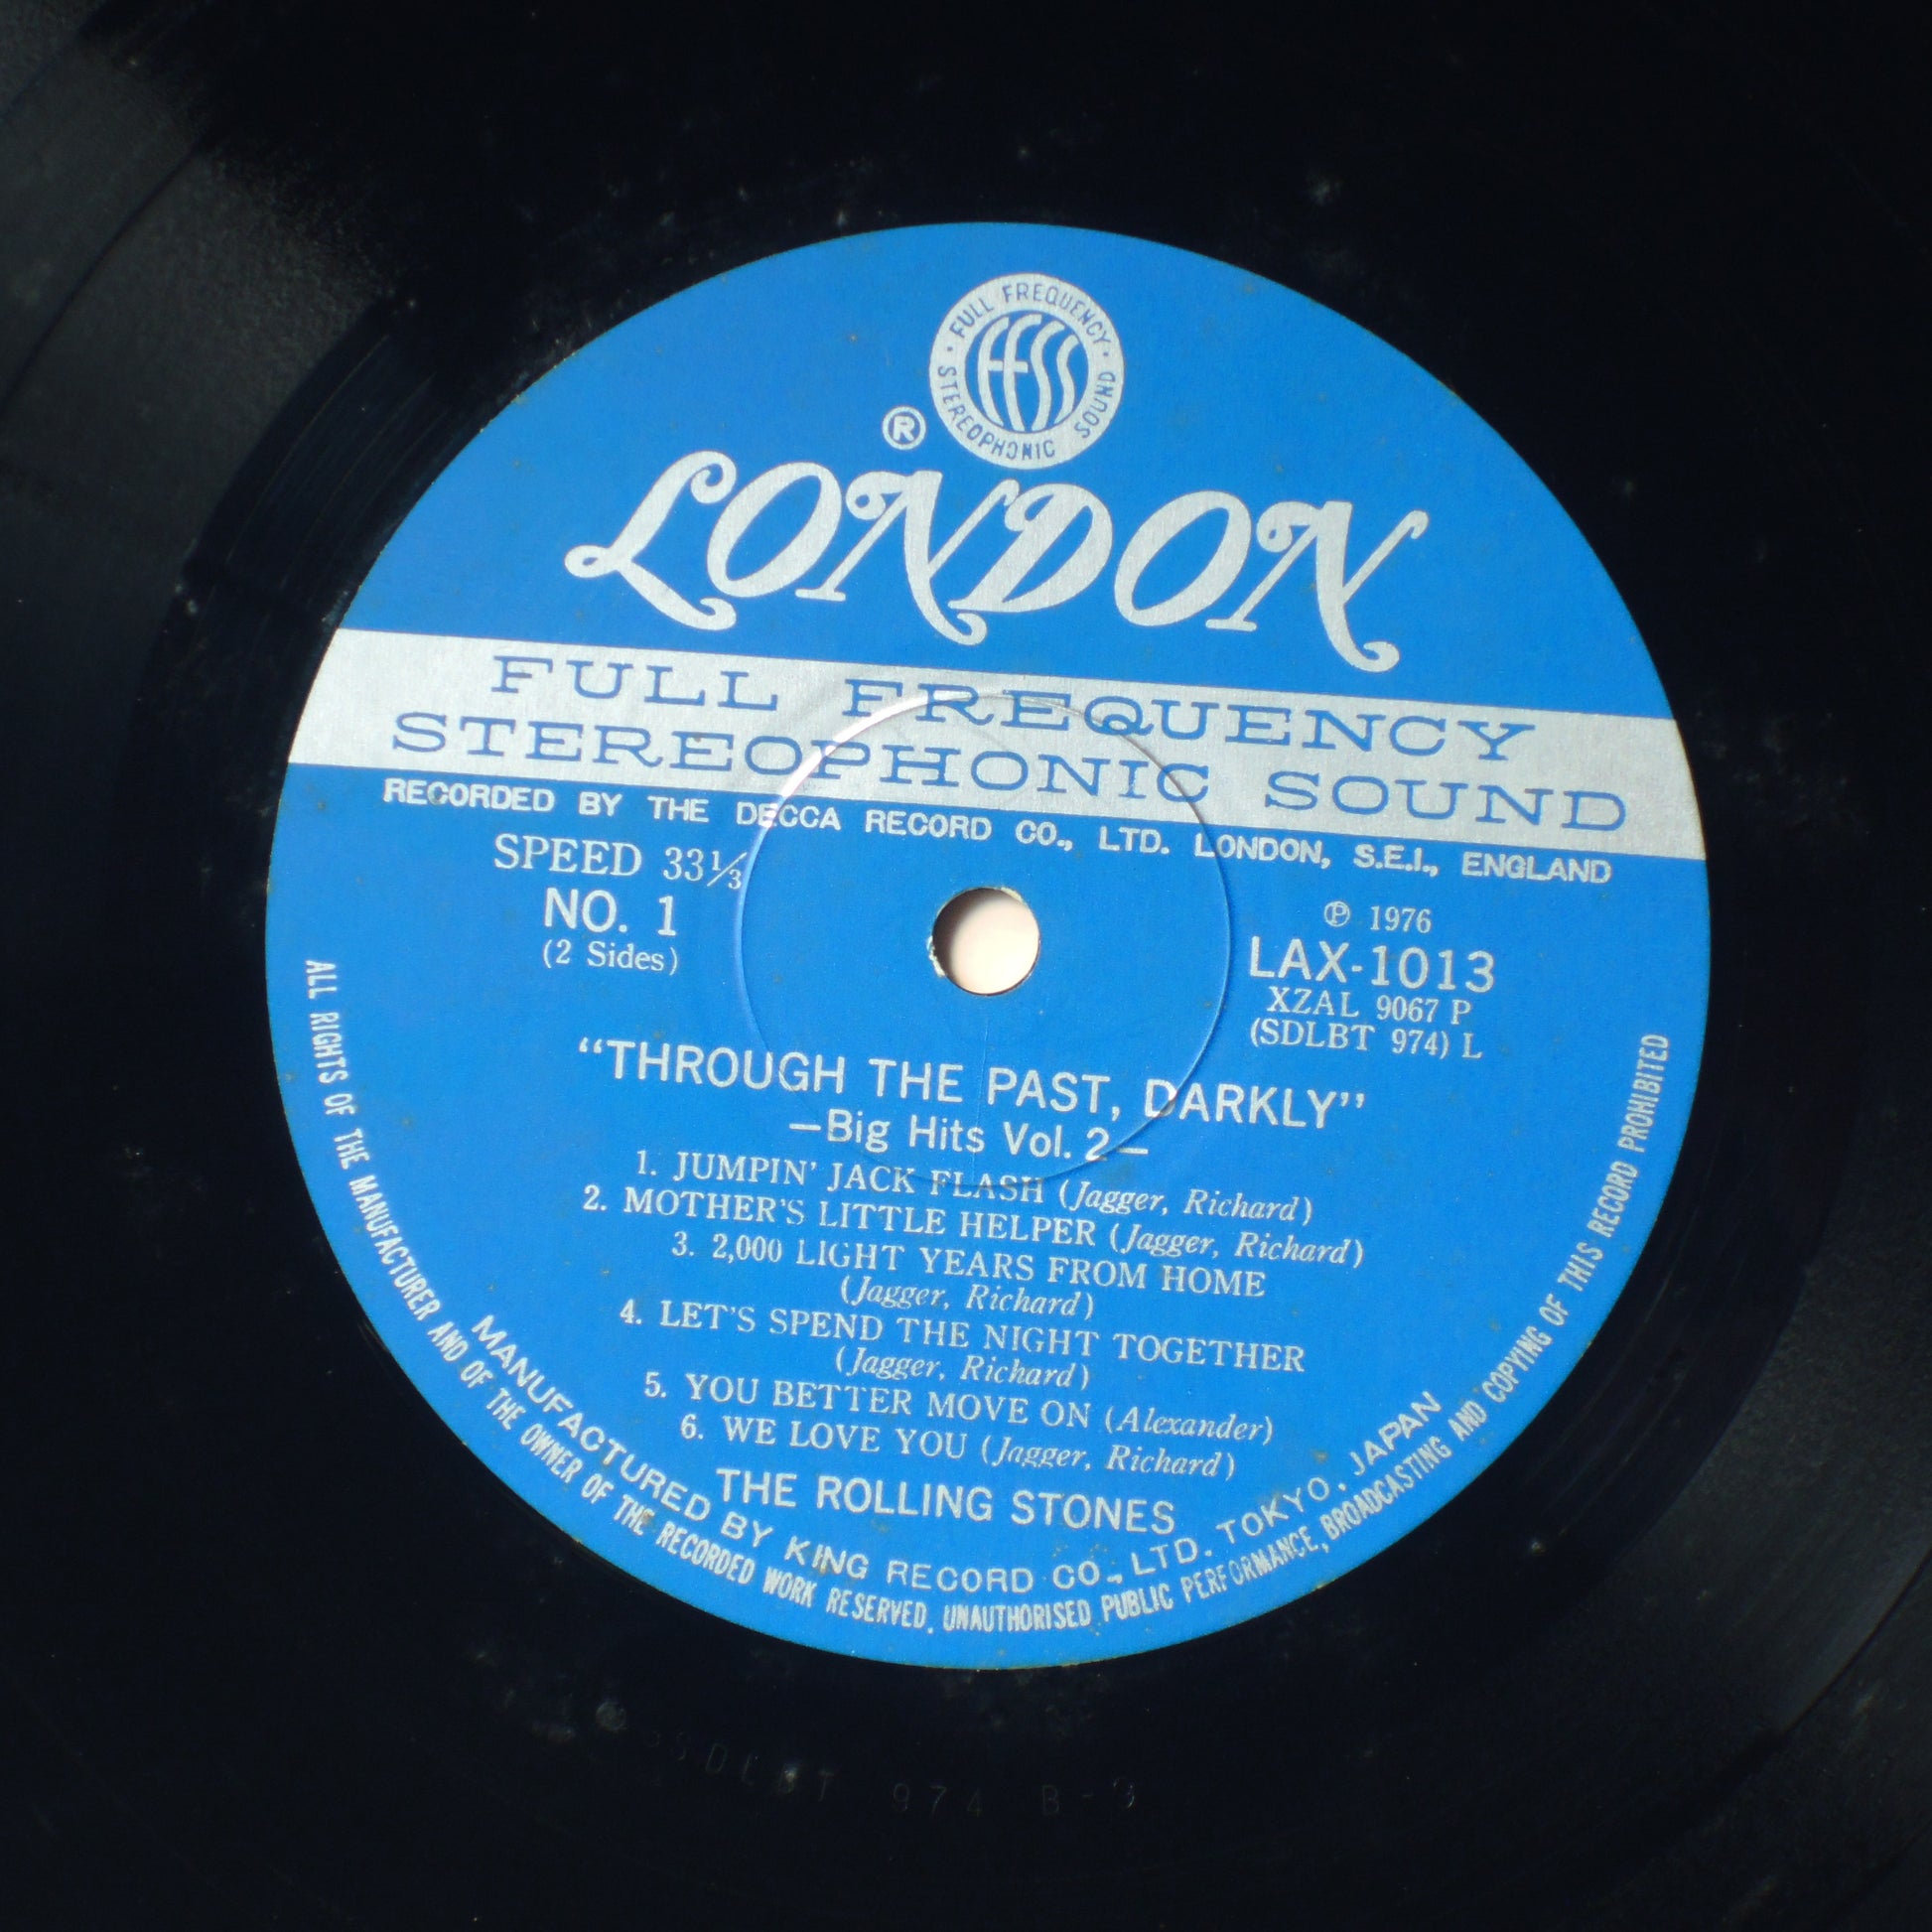 FULL FREQUENCY
FFSS
STEREOPHONIC SOUND
®
LONDON
FULL FREQUENCY
STEREOPHONIC SOUND
RECORDED BY THE DECCA RECORD CO., LTD. LONDON, S.E.I., ENGLAND
SPEED 33⅓
NO. 1
(2 Sides)
℗ 1976
LAX-1013
XZAL 9067 P
(SDLBT 974) L
“THROUGH THE PAST, DARKLY”
—Big Hits Vol. 2—
1. JUMPIN' JACK FLASH (Jagger, Richard)
2. MOTHER'S LITTLE HELPER (Jagger, Richard)
3. 2,000 LIGHT YEARS FROM HOME
(Jagger, Richard)
4. LET'S SPEND THE NIGHT TOGETHER
(Jagger, Richard)
5. YOU BETTER MOVE ON (Alexander)
6. WE LOVE YOU (Jagger, Richard)
THE ROLLING STONES
MANUFACTURED BY KING RECORD CO., LTD. TOKYO, JAPAN
ALL RIGHTS OF THE MANUFACTURER AND OF THE OWNER OF THE RECORDED WORK RESERVED. UNAUTHORISED PUBLIC PERFORMANCE, BROADCASTING AND COPYING OF THIS RECORD PROHIBITED
SDLBT 974 B-